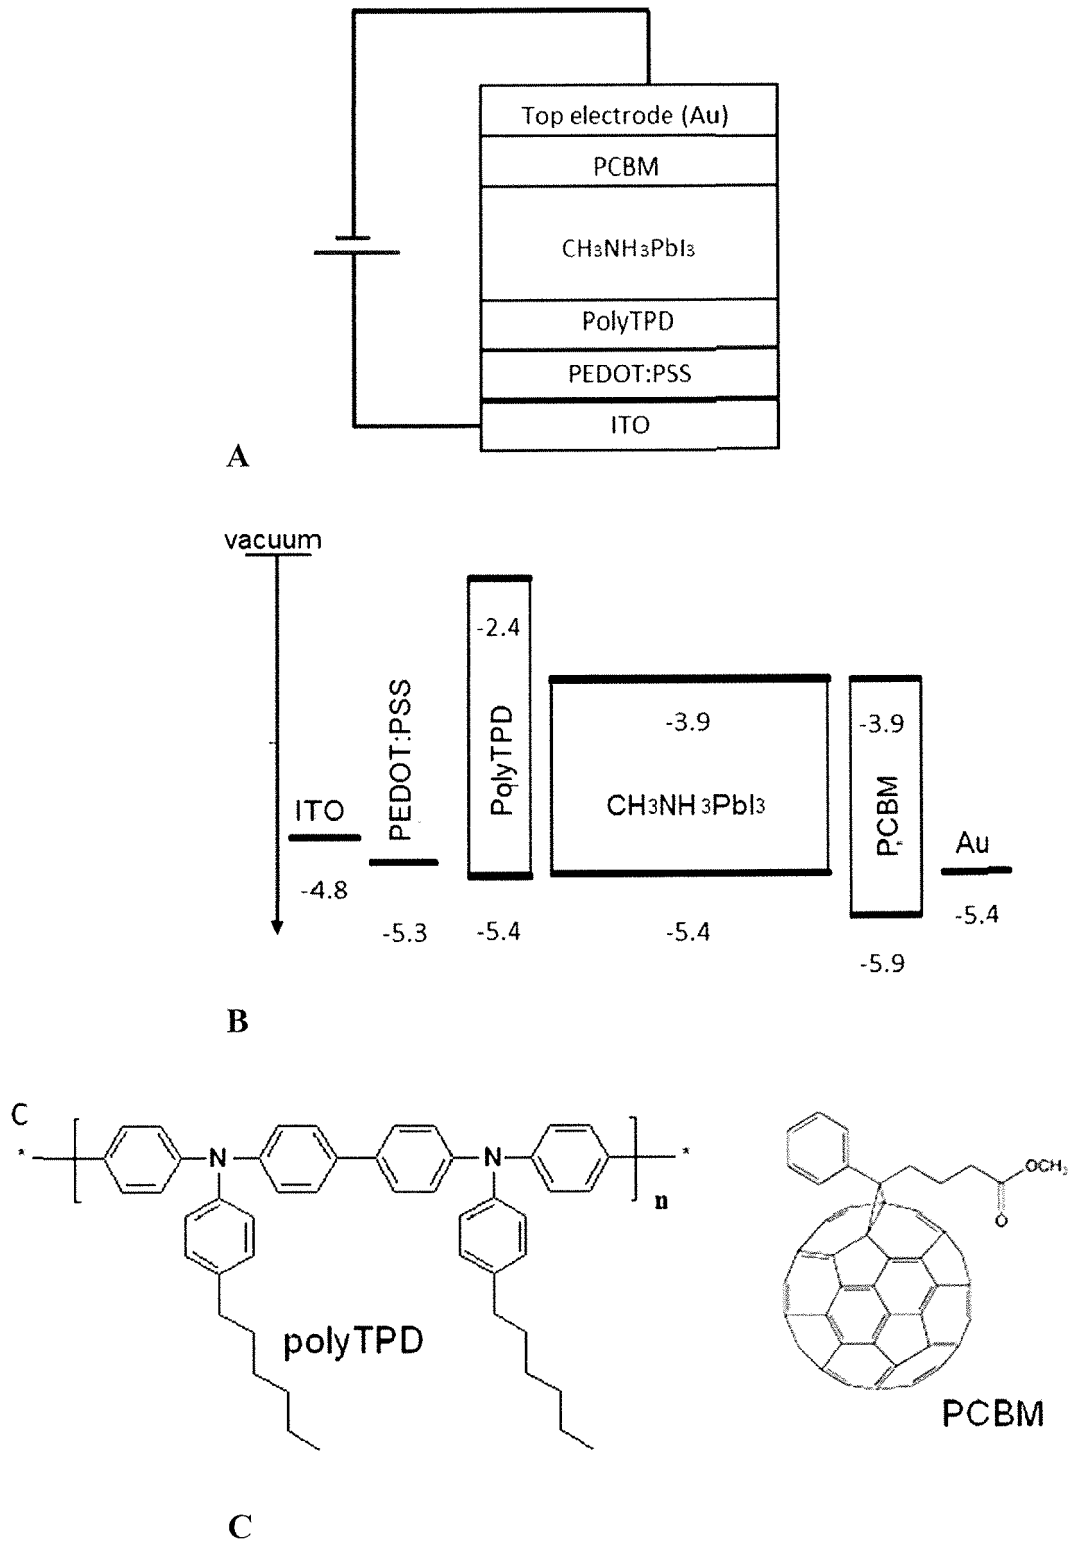 Top electrode (Au)
PCBM
CH₃NH₃PbI₃
PolyTPD
PEDOT:PSS
ITO
A
vacuum
-2.4
PEDOT:PSS
PolyTPD
-3.9
-3.9
CH₃NH₃PbI₃
PCBM
ITO
Au
-4.8
-5.3
-5.4
-5.4
-5.4
-5.9
B
C
* N N * n
OCH₃
O
polyTPD
PCBM
C